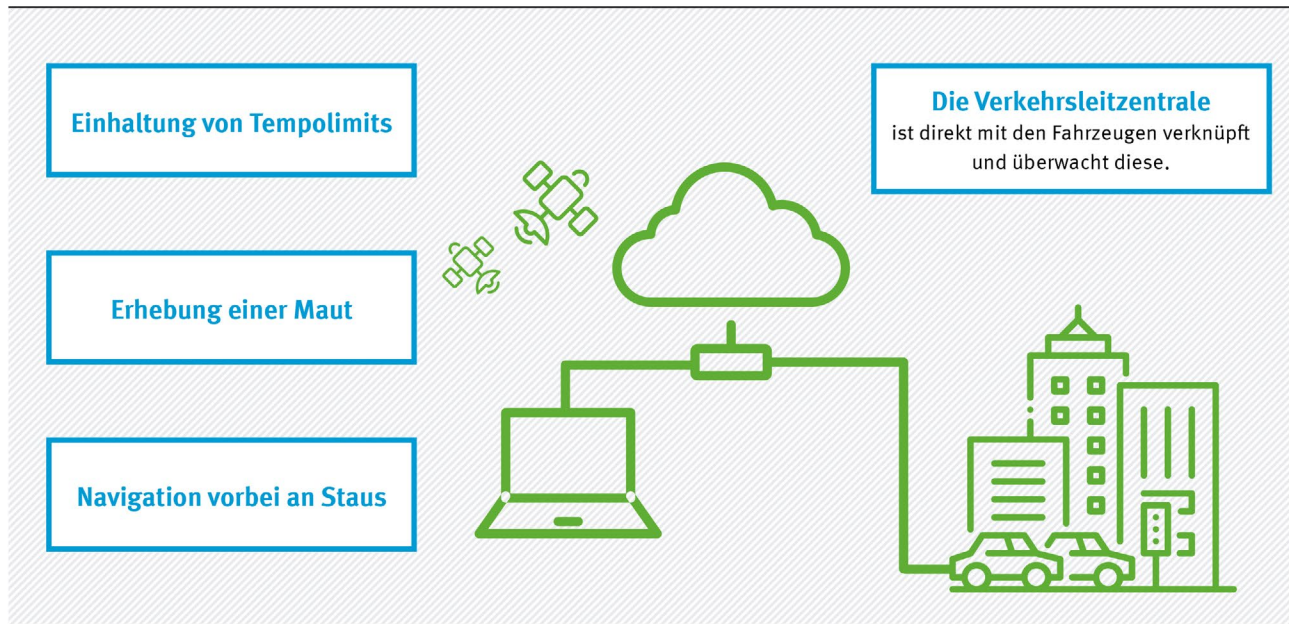 Einhaltung von Tempolimits
Erhebung einer Maut
Navigation vorbei an Staus
Die Verkehrsleitzentrale
ist direkt mit den Fahrzeugen verknüpft
und überwacht diese.